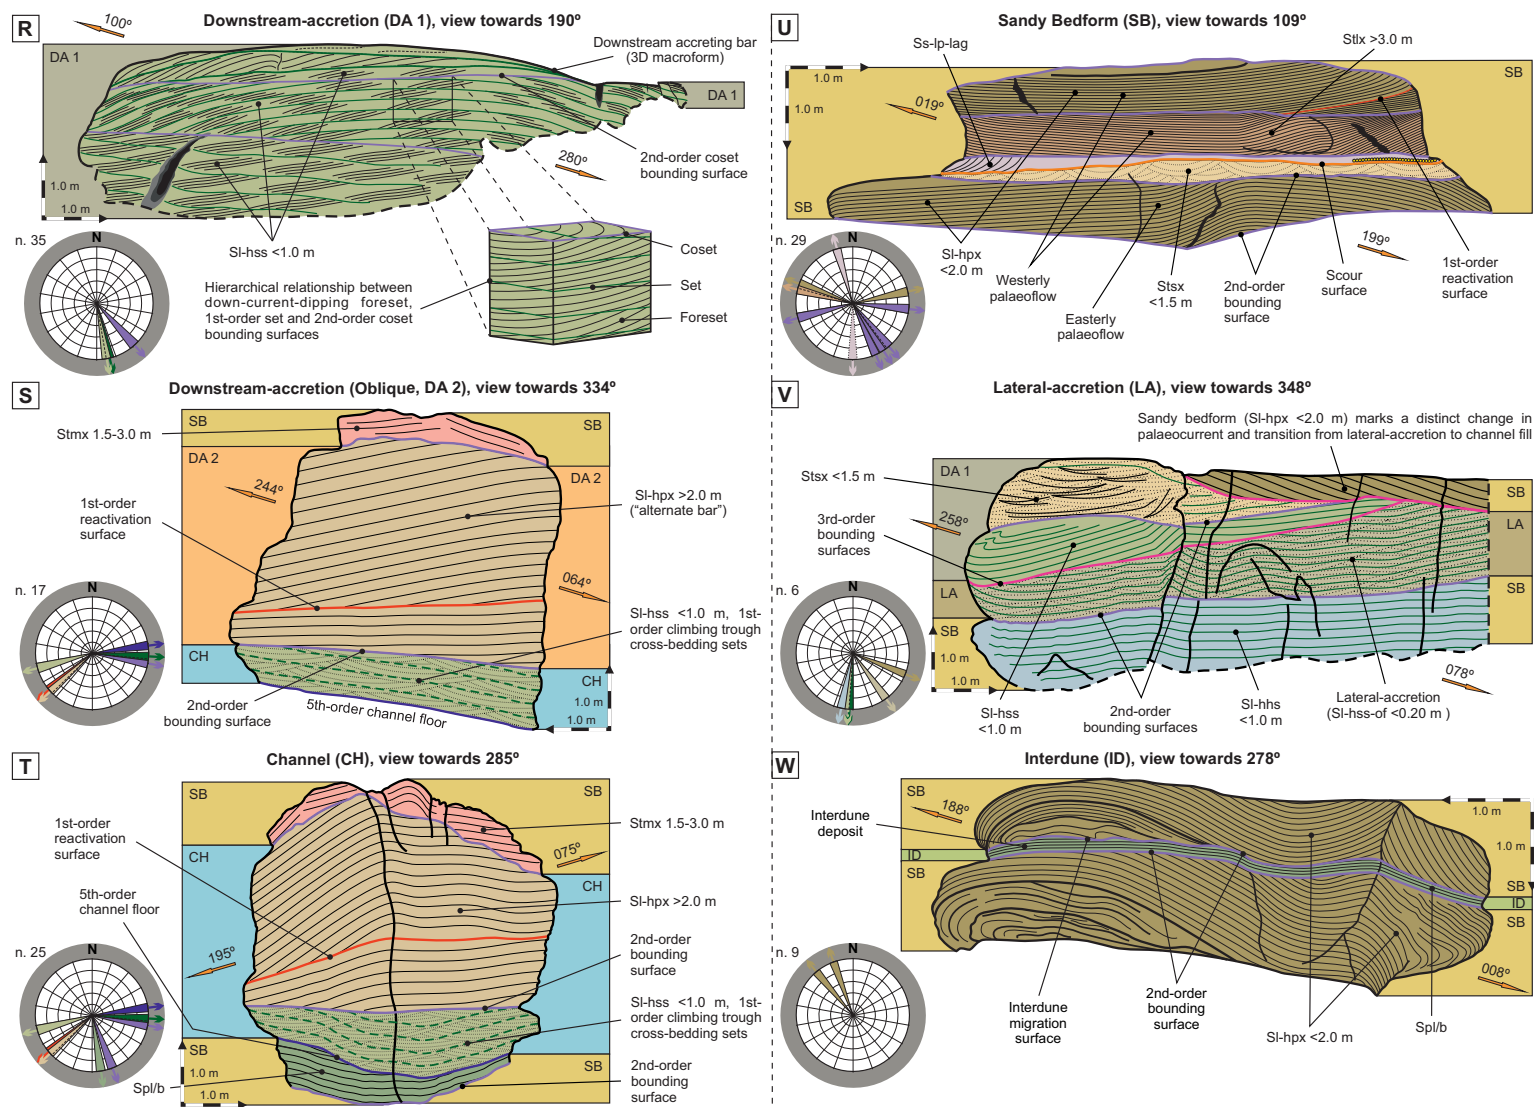 R
Downstream-accretion (DA 1), view towards 190º
100º
DA 1
Downstream accreting bar
(3D macroform)
DA 1
2nd-order coset
bounding surface
280º
1.0 m
1.0 m
Sl-hss <1.0 m
n. 35
N
Hierarchical relationship between
down-current-dipping foreset,
1st-order set and 2nd-order coset
bounding surfaces
Coset
Set
Foreset
S
Downstream-accretion (Oblique, DA 2), view towards 334º
SB
SB
Stmx 1.5-3.0 m
DA 2
DA 2
244º
1st-order
reactivation
surface
Sl-hpx >2.0 m
("alternate bar")
064º
n. 17
N
Sl-hss <1.0 m, 1st-
order climbing trough
cross-bedding sets
CH
CH
2nd-order
bounding surface
5th-order channel floor
1.0 m
1.0 m
T
Channel (CH), view towards 285º
SB
SB
1st-order
reactivation
surface
Stmx 1.5-3.0 m
075º
CH
CH
5th-order
channel floor
Sl-hpx >2.0 m
195º
n. 25
N
2nd-order
bounding
surface
Sl-hss <1.0 m, 1st-
order climbing trough
cross-bedding sets
SB
SB
1.0 m
1.0 m
Spl/b
2nd-order
bounding
surface
U
Sandy Bedform (SB), view towards 109º
Ss-lp-lag
Stlx >3.0 m
1.0 m
1.0 m
SB
019º
SB
199º
n. 29
N
Sl-hpx
<2.0 m
Westerly
palaeoflow
Easterly
palaeoflow
Stsx
<1.5 m
2nd-order
bounding
surface
Scour
surface
1st-order
reactivation
surface
V
Lateral-accretion (LA), view towards 348º
Sandy bedform (Sl-hpx <2.0 m) marks a distinct change in
palaeocurrent and transition from lateral-accretion to channel fill
DA 1
Stsx <1.5 m
SB
258º
3rd-order
bounding
surfaces
LA
LA
SB
SB
n. 6
N
1.0 m
1.0 m
078º
Sl-hss
<1.0 m
2nd-order
bounding surfaces
Sl-hhs
<1.0 m
Lateral-accretion
(Sl-hss-of <0.20 m )
W
Interdune (ID), view towards 278º
SB
188º
Interdune
deposit
1.0 m
1.0 m
ID
SB
SB
ID
SB
n. 9
N
008º
Interdune
migration
surface
2nd-order
bounding
surface
Sl-hpx <2.0 m
Spl/b